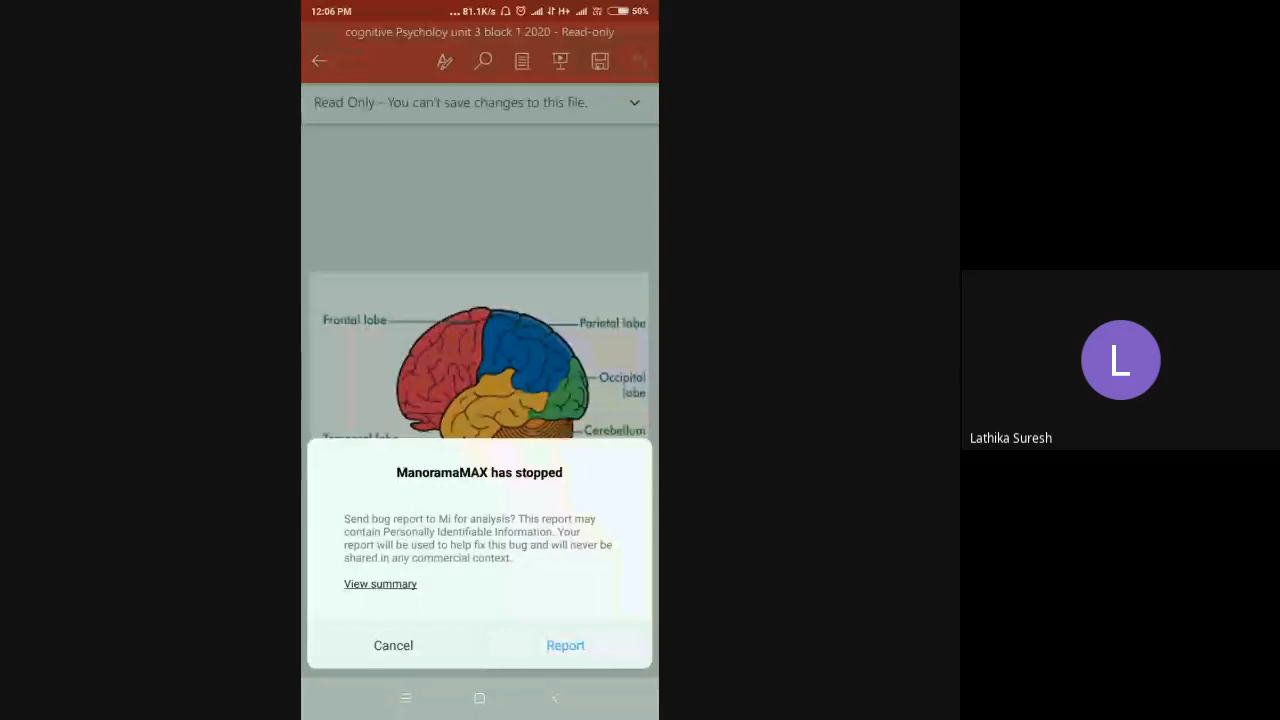 12:06 PM
... 81.1K/s H+ 50%
cognitive Psycholoy unit 3 block 1 2020 - Read-only
Read Only – You can't save changes to this file.
Frontal lobe
Parietal lobe
Occipital
lobe
Cerebellum
Temporal lobe
ManoramaMAX has stopped
Send bug report to Mi for analysis? This report may
contain Personally Identifiable Information. Your
report will be used to help fix this bug and will never be
shared in any commercial context.
View summary
Cancel
Report
L
Lathika Suresh